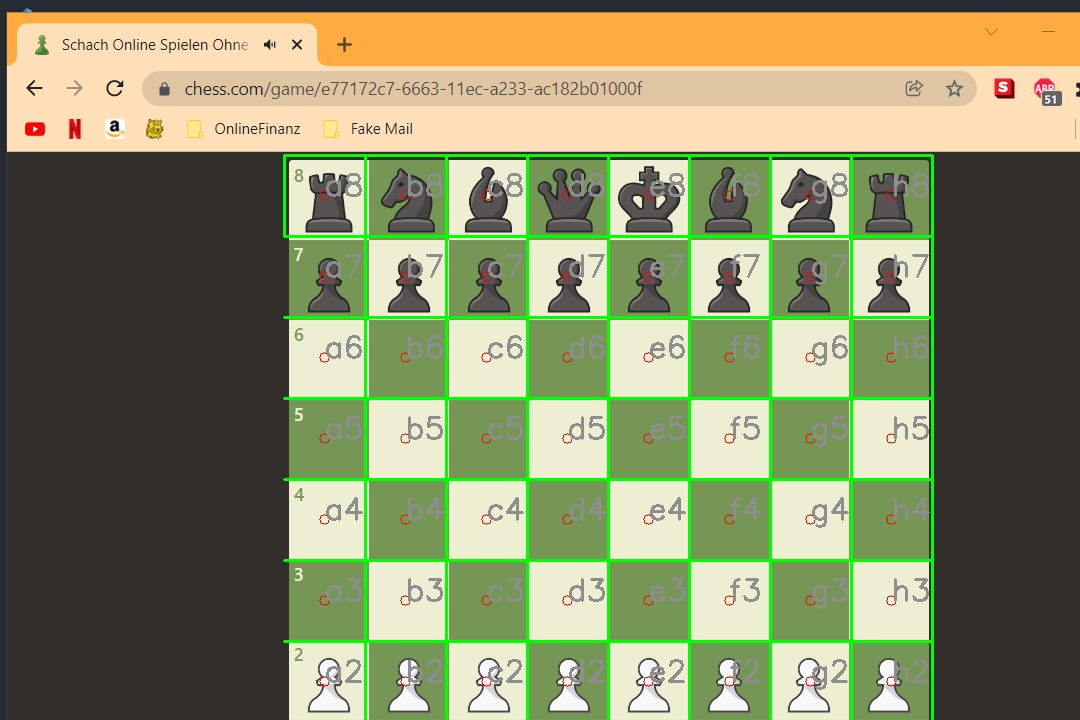 Schach Online Spielen Ohne
chess.com/game/e77172c7-6663-11ec-a233-ac182b01000f
S ABP 51
N a OnlineFinanz Fake Mail
8 a8 b8 c8 d8 e8 f8 g8 h8
7 a7 b7 c7 d7 e7 f7 g7 h7
6 a6 b6 c6 d6 e6 f6 g6 h6
5 a5 b5 c5 d5 e5 f5 g5 h5
4 a4 b4 c4 d4 e4 f4 g4 h4
3 a3 b3 c3 d3 e3 f3 g3 h3
2 a2 b2 c2 d2 e2 f2 g2 h2